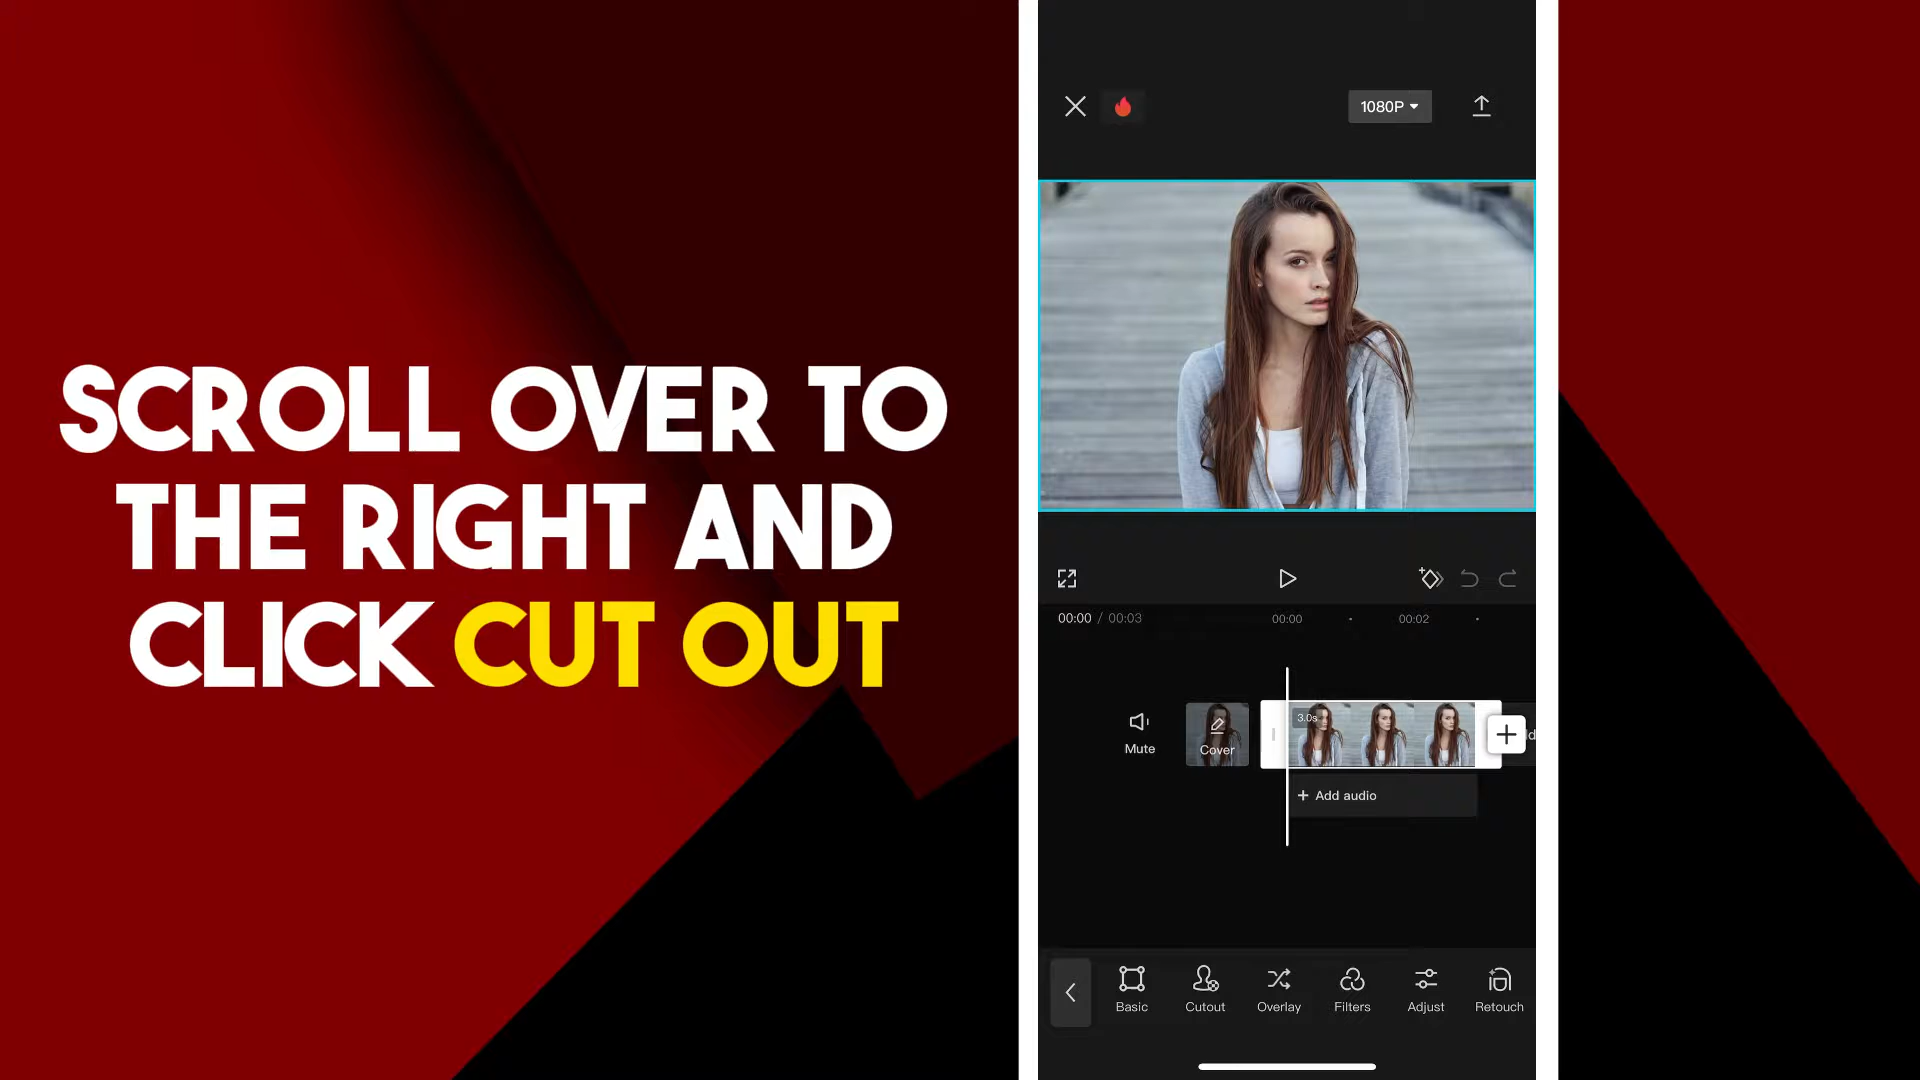 SCROLL OVER TO
THE RIGHT AND
CLICK CUT OUT
1080P
00:00 / 00:03
00:00
00:02
Mute
Cover
3.0s
+ Add audio
Basic
Cutout
Overlay
Filters
Adjust
Retouch